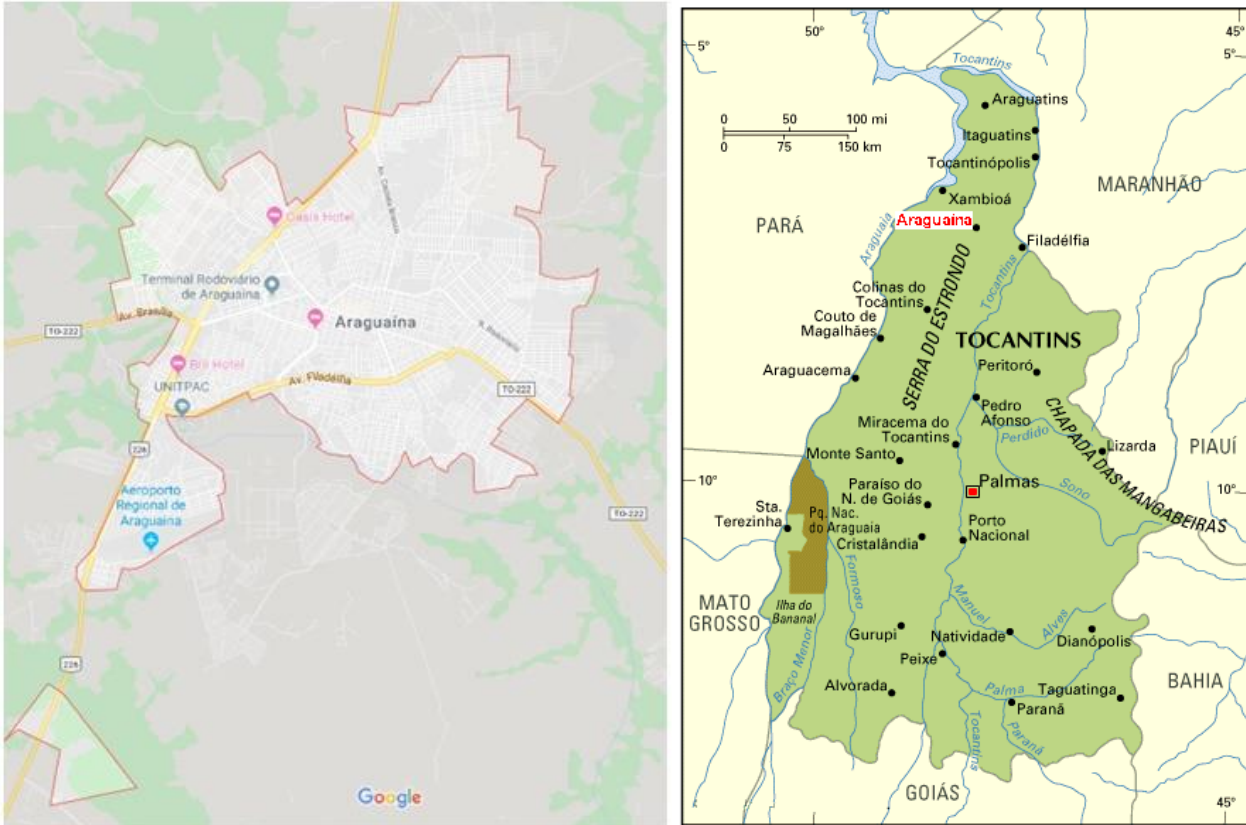 Av. Cônego
Oasis Hotel
Terminal Rodoviário
de Araguaína
Araguaína
TO-222
Av. Brasília
Brii Hotel
UNITPAC
Av. Filadélfia
TO-222
226
Aeroporto
Regional de
Araguaína
TO-222
226
Google
50°
45°
5°
5°
Tocantins
Araguatins
0 50 100 mi
0 75 150 km
Itaguatins
Tocantinópolis
MARANHÃO
Xambioá
PARÁ
Araguaína
Araguaia
Filadélfia
SERRA DO ESTRONDO
Tocantins
Colinas do
Tocantins
Couto de
Magalhães
TOCANTINS
Peritoró
Araguacema
Pedro
Afonso
CHAPADA DAS MANGABEIRAS
Miracema do
Tocantins
Perdido
Lizarda
PIAUÍ
Monte Santo
10°
Paraíso do
N. de Goiás
Palmas
Sono
10°
Sta.
Terezinha
Pq. Nac.
do Araguaia
Cristalândia
Porto
Nacional
Formoso
MATO
GROSSO
Ilha do
Bananal
Manuel Alves
Gurupi
Natividade
Dianópolis
Peixe
Braço Menor
BAHIA
Alvorada
Palma
Taguatinga
Paranã
Tocantins
Paranã
GOIÁS
50°
45°